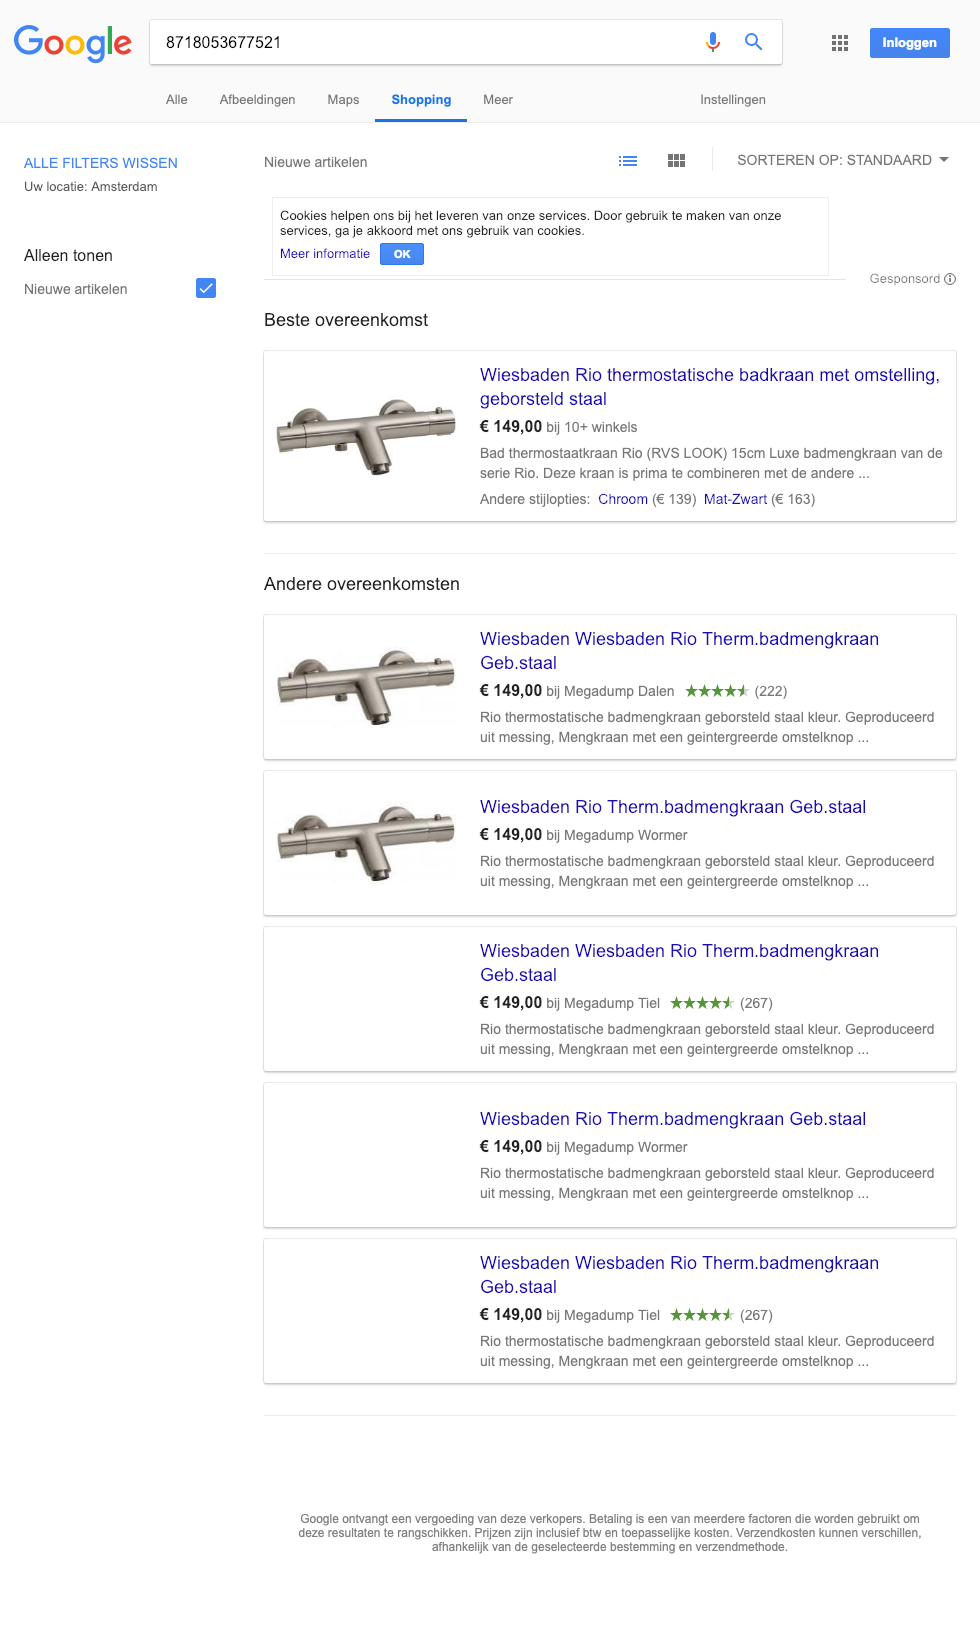 Google
8718053677521
Inloggen
Alle Afbeeldingen Maps Shopping Meer Instellingen
ALLE FILTERS WISSEN
Uw locatie: Amsterdam
Alleen tonen
Nieuwe artikelen
Nieuwe artikelen
SORTEREN OP: STANDAARD
Cookies helpen ons bij het leveren van onze services. Door gebruik te maken van onze
services, ga je akkoord met ons gebruik van cookies.
Meer informatie OK
Gesponsord
Beste overeenkomst
Wiesbaden Rio thermostatische badkraan met omstelling,
geborsteld staal
€ 149,00 bij 10+ winkels
Bad thermostaatkraan Rio (RVS LOOK) 15cm Luxe badmengkraan van de
serie Rio. Deze kraan is prima te combineren met de andere ...
Andere stijlopties: Chroom (€ 139) Mat-Zwart (€ 163)
Andere overeenkomsten
Wiesbaden Wiesbaden Rio Therm.badmengkraan
Geb.staal
€ 149,00 bij Megadump Dalen (222)
Rio thermostatische badmengkraan geborsteld staal kleur. Geproduceerd
uit messing, Mengkraan met een geintergreerde omstelknop ...
Wiesbaden Rio Therm.badmengkraan Geb.staal
€ 149,00 bij Megadump Wormer
Rio thermostatische badmengkraan geborsteld staal kleur. Geproduceerd
uit messing, Mengkraan met een geintergreerde omstelknop ...
Wiesbaden Wiesbaden Rio Therm.badmengkraan
Geb.staal
€ 149,00 bij Megadump Tiel (267)
Rio thermostatische badmengkraan geborsteld staal kleur. Geproduceerd
uit messing, Mengkraan met een geintergreerde omstelknop ...
Wiesbaden Rio Therm.badmengkraan Geb.staal
€ 149,00 bij Megadump Wormer
Rio thermostatische badmengkraan geborsteld staal kleur. Geproduceerd
uit messing, Mengkraan met een geintergreerde omstelknop ...
Wiesbaden Wiesbaden Rio Therm.badmengkraan
Geb.staal
€ 149,00 bij Megadump Tiel (267)
Rio thermostatische badmengkraan geborsteld staal kleur. Geproduceerd
uit messing, Mengkraan met een geintergreerde omstelknop ...
Google ontvangt een vergoeding van deze verkopers. Betaling is een van meerdere factoren die worden gebruikt om
deze resultaten te rangschikken. Prijzen zijn inclusief btw en toepasselijke kosten. Verzendkosten kunnen verschillen,
afhankelijk van de geselecteerde bestemming en verzendmethode.